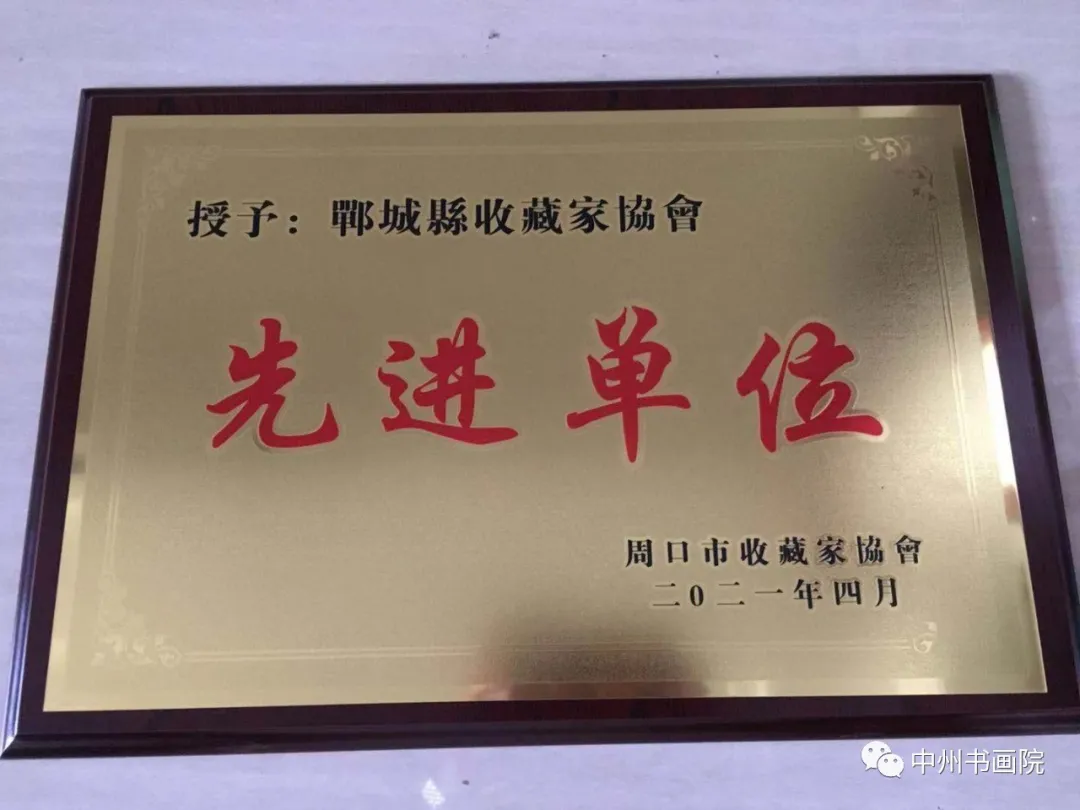 授予：鄲城縣收藏家協會
先进单位
周口市收藏家協會
二0二一年四月
中州书画院